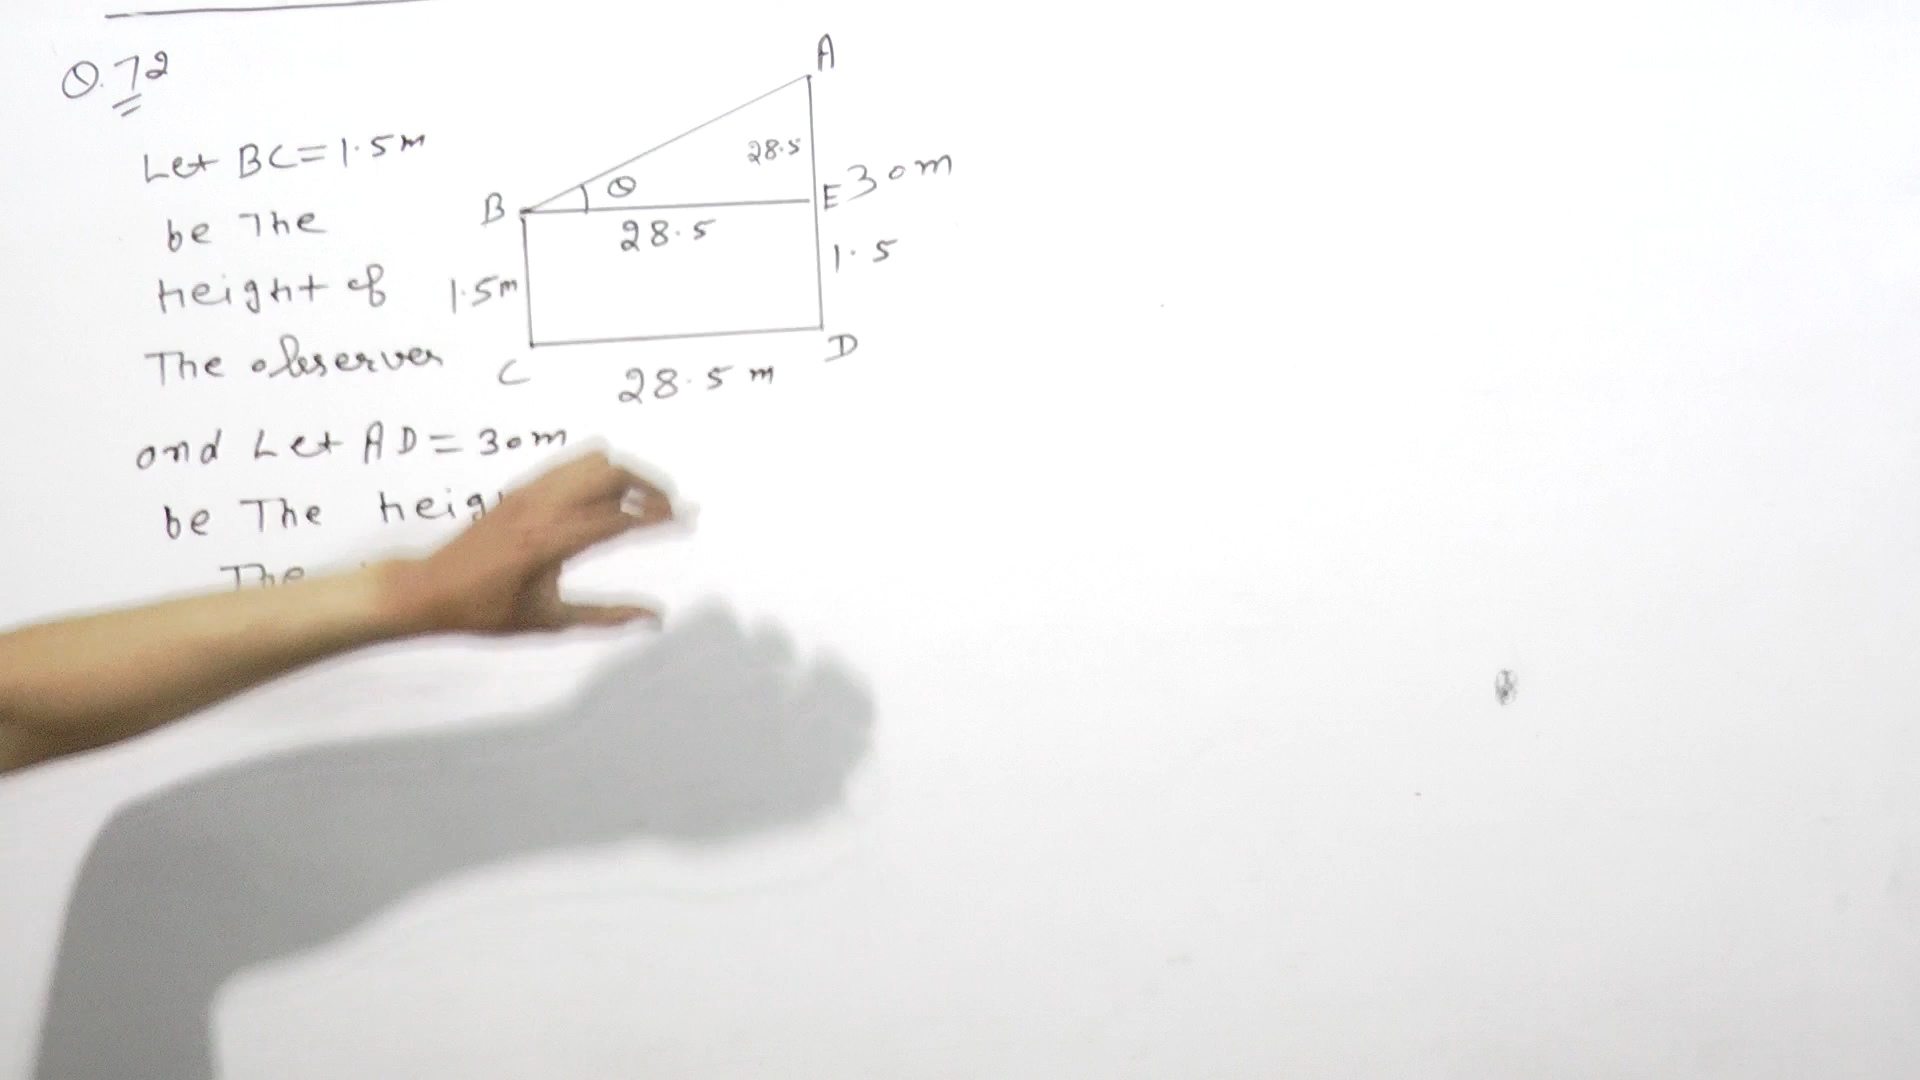 Q.72
Let BC=1.5m
be The
height of
The observer
and Let AD=30m
be The
The
A
28.5
E 30m
B θ
28.5
1.5
1.5m
C
D
28.5 m